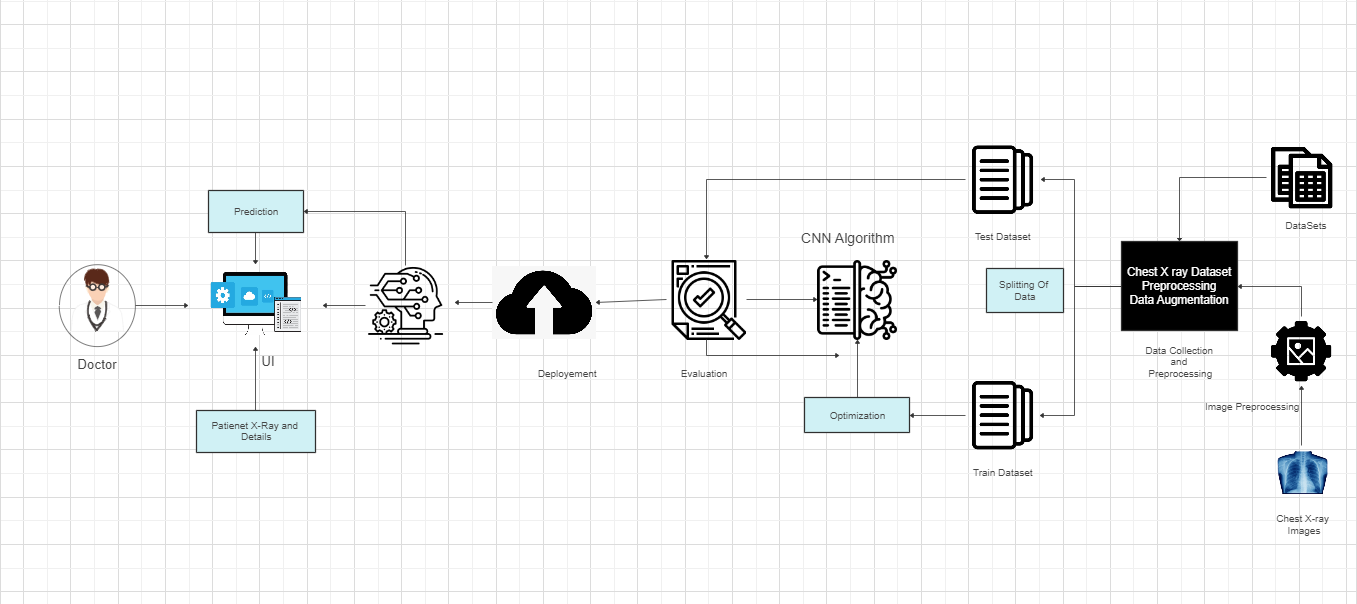 Prediction
Doctor
UI
Patienet X-Ray and
Details
Deployement
Evaluation
CNN Algorithm
Optimization
Test Dataset
Splitting Of
Data
Train Dataset
Chest X ray Dataset
Preprocessing
Data Augmentation
Data Collection
and
Preprocessing
DataSets
Image Preprocessing
Chest X-ray
Images